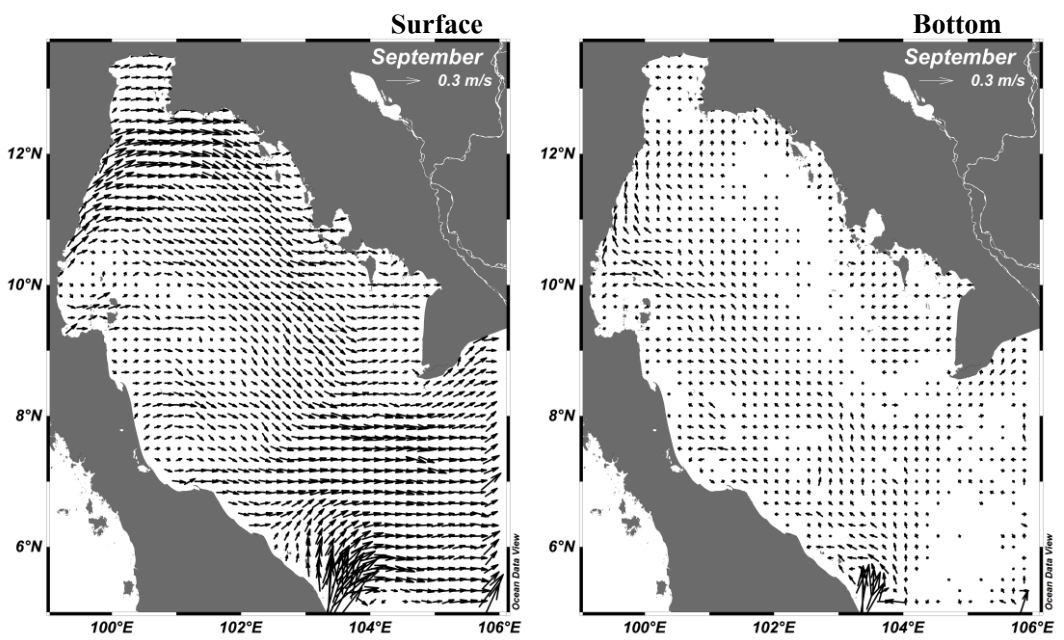 Surface
September
0.3 m/s
12°N
10°N
8°N
6°N
100°E
102°E
104°E
106°E
Ocean Data View
Bottom
September
0.3 m/s
12°N
10°N
8°N
6°N
100°E
102°E
104°E
106°E
Ocean Data View